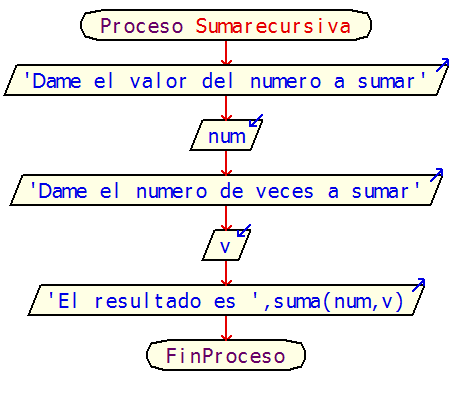 Proceso Sumarecursiva
'Dame el valor del numero a sumar'
num
'Dame el numero de veces a sumar'
v
'El resultado es ',suma(num,v)
FinProceso